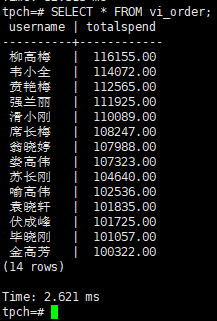 tpch=# SELECT * FROM vi_order;
username | totalspend
----------+------------
柳高梅 | 116155.00
韦小全 | 114072.00
贲艳梅 | 112565.00
强兰丽 | 111925.00
滑小刚 | 110089.00
席长梅 | 108247.00
翁晓婷 | 107988.00
娄高伟 | 107323.00
苏长刚 | 104640.00
喻高伟 | 102536.00
袁晓轩 | 101835.00
伏成峰 | 101725.00
毕晓刚 | 101057.00
金高芳 | 100322.00
(14 rows)
Time: 2.621 ms
tpch=#